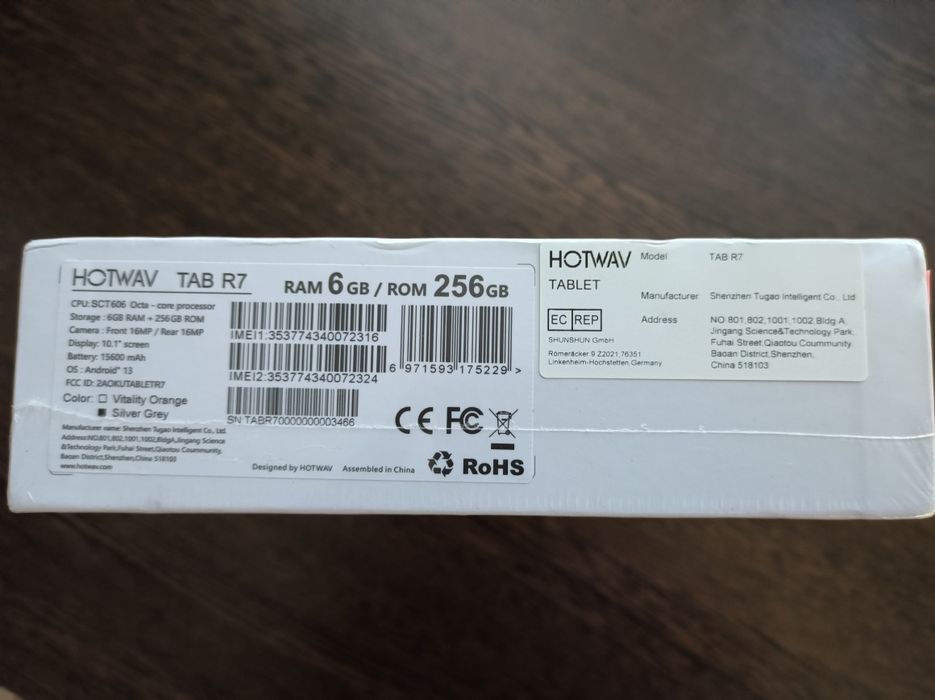 HOTWAV TAB R7 RAM 6GB / ROM 256GB
CPU: SCT606 Octa - core processor
Storage : 6GB RAM + 256GB ROM
Camera : Front 16MP / Rear 16MP
Display: 10.1" screen
Battery: 15600 mAh
OS : Android™ 13
FCC ID: 2AOKUTABLETR7
Color: Vitality Orange
Silver Grey
Manufacturer name: Shenzhen Tugao Intelligent Co., Ltd.
Address:NO.801,802,1001,1002,BldgA,Jingang Science
&Technology Park,Fuhai Street,Qiaotou Coummunity,
Baoan District,Shenzhen,China 518103
www.hotwav.com
IMEI1:353774340072316
IMEI2:353774340072324
SN:TABR70000000003466
6 971593 175229 >
CE FC
Designed by HOTWAV Assembled in China
RoHS
HOTWAV
TABLET
EC REP
SHUNSHUN GmbH
Römeräcker 9 Z2021,76351
Linkenheim-Hochstetten,Germany
Model TAB R7
Manufacturer Shenzhen Tugao Intelligent Co., Ltd
Address NO.801,802,1001,1002,Bldg A,
Jingang Science&Technology Park,
Fuhai Street,Qiaotou Coummunity,
Baoan District,Shenzhen,
China 518103